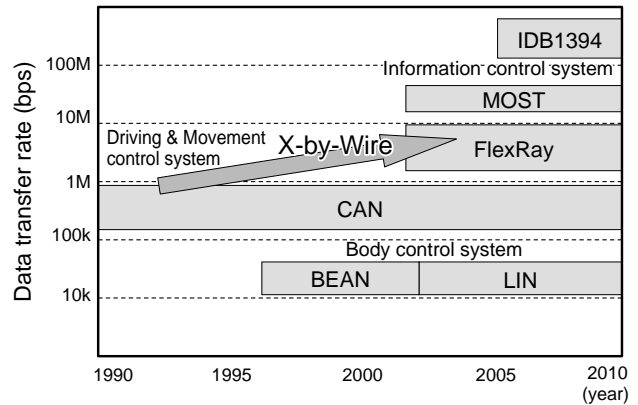 IDB1394
100M
Information control system
MOST
10M
Driving & Movement
control system
X-by-Wire
FlexRay
1M
CAN
100k
Body control system
BEAN
LIN
10k
Data transfer rate (bps)
1990
1995
2000
2005
2010
(year)